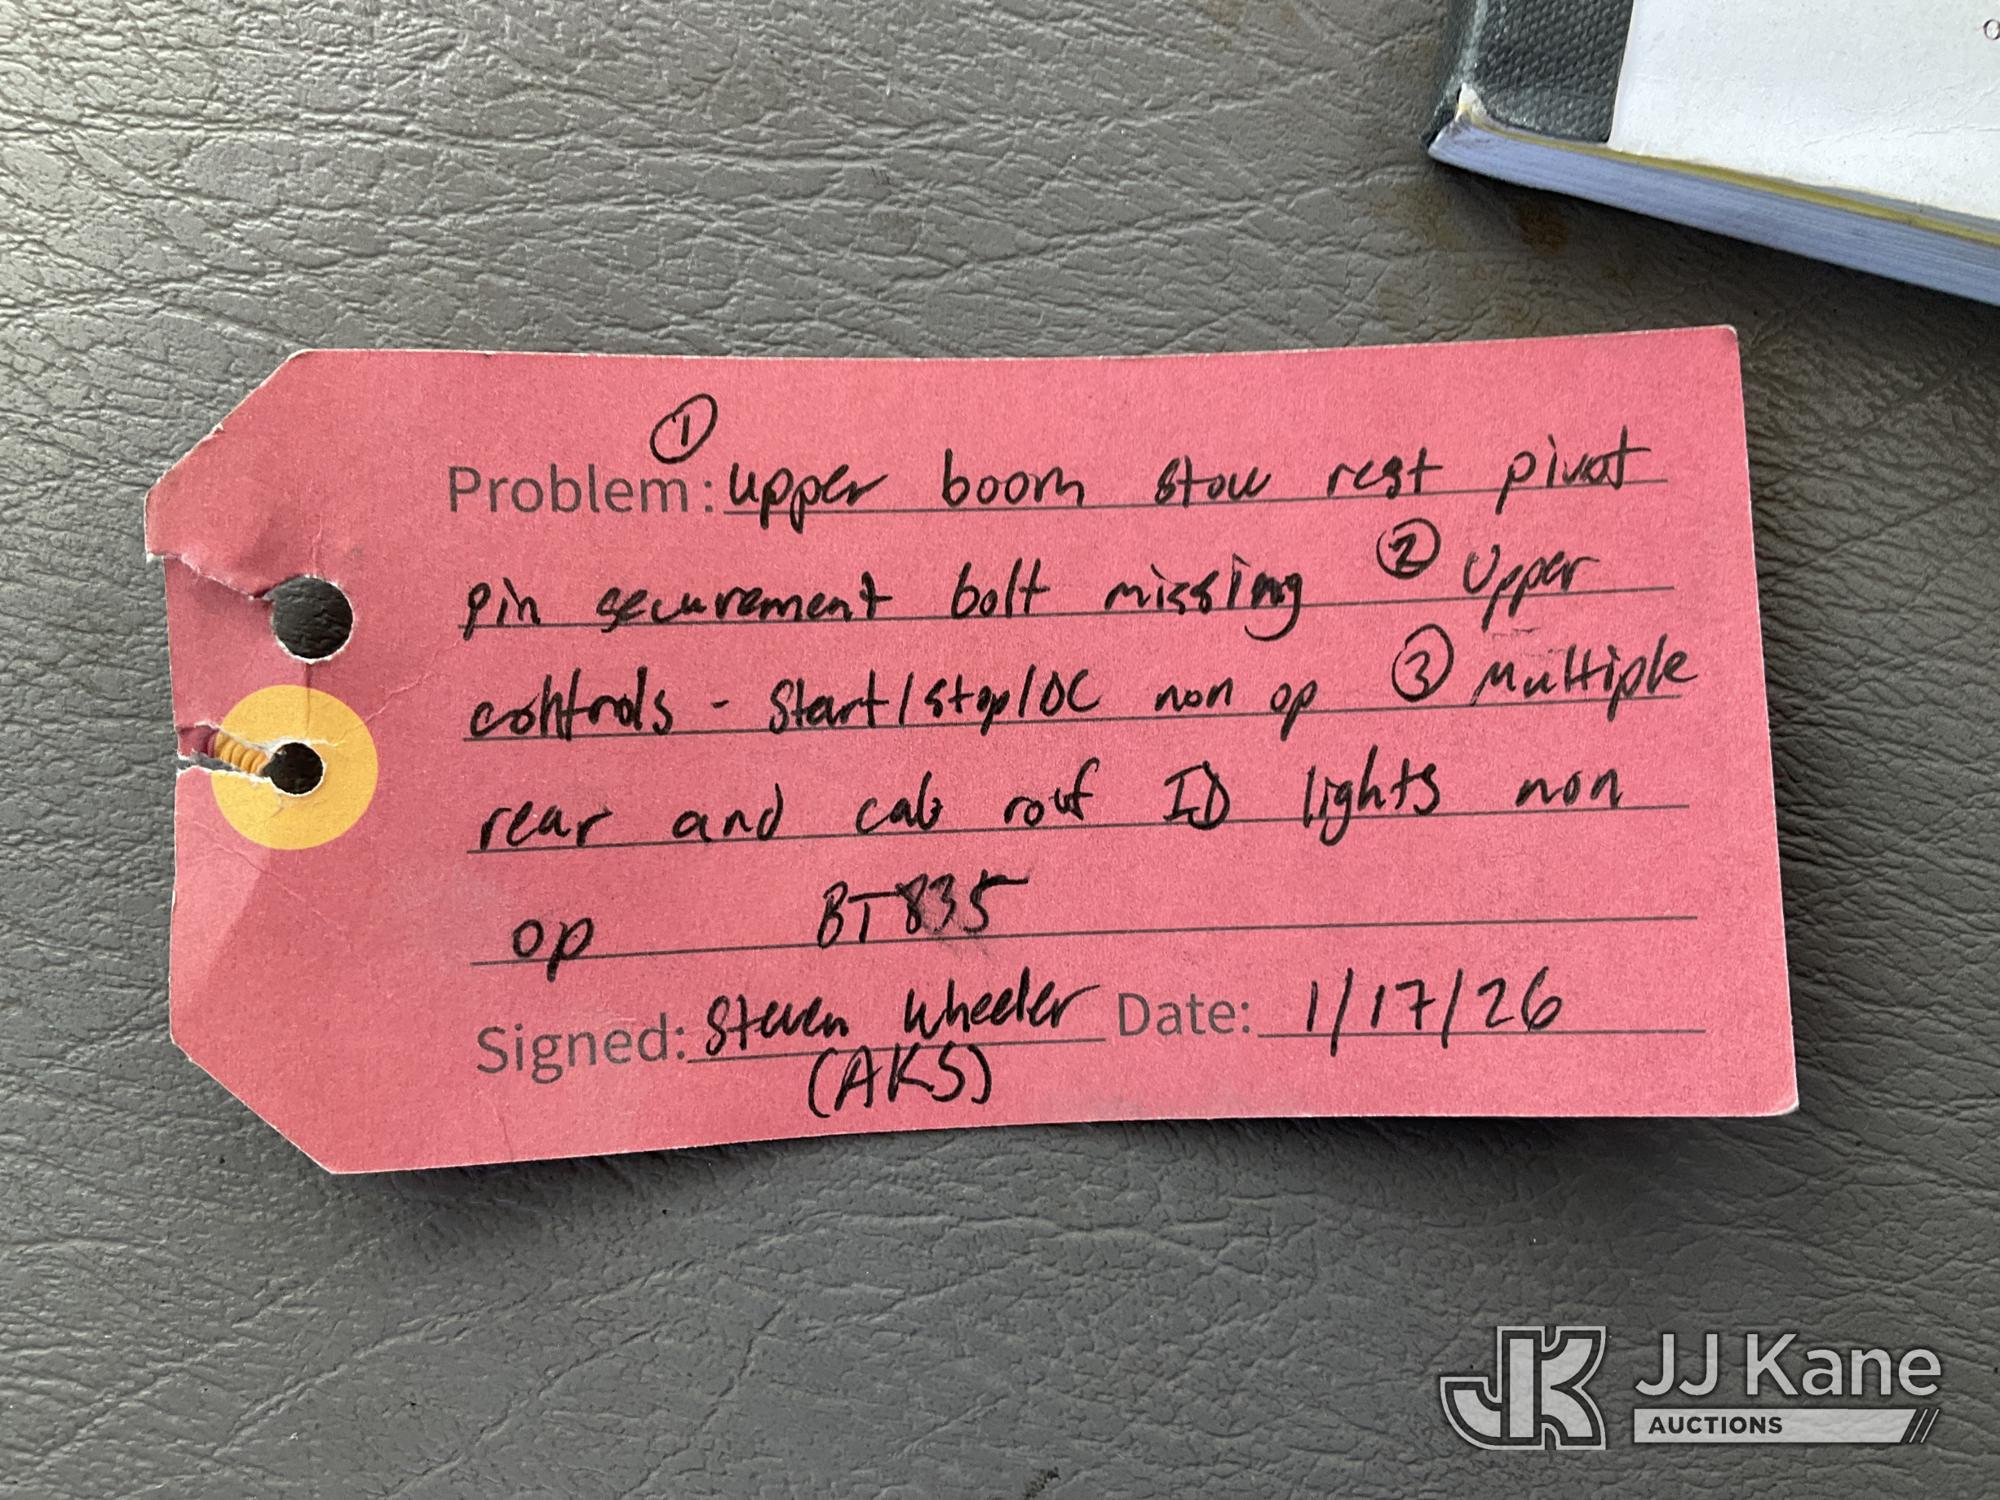 ①
Problem: upper boom stow rest pivot
pin securement bolt missing ② Upper
controls - Start/Stop/DC non op ③ Multiple
rear and cab roof ID lights non
op BT835
Signed: Steven Wheeler Date: 1/17/26
(AKS)
JJ Kane
AUCTIONS